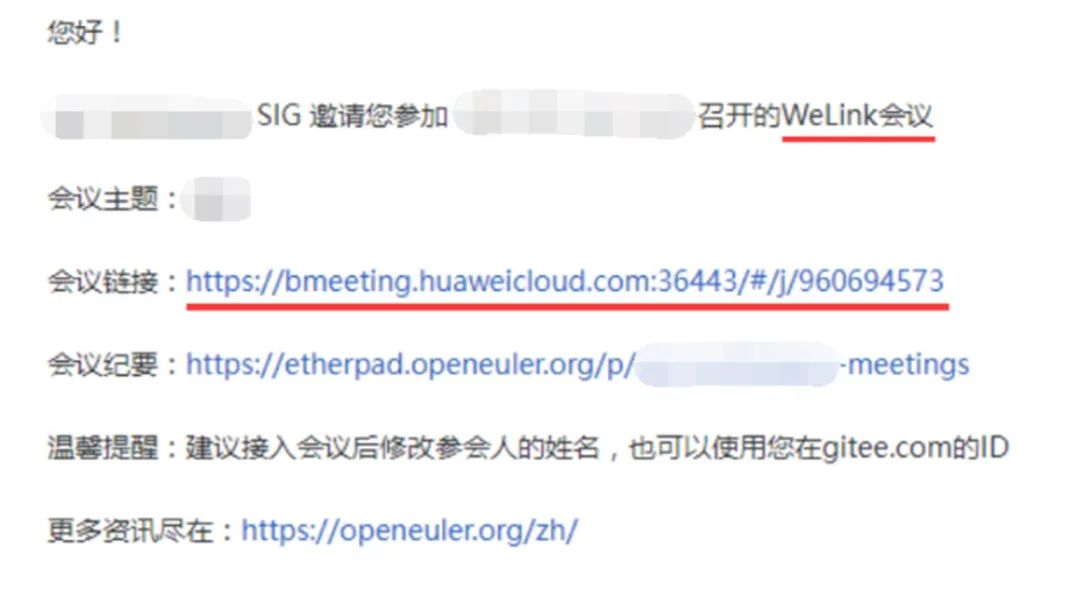 您好！
SIG 邀请您参加 召开的WeLink会议
会议主题：
会议链接：https://bmeeting.huaweicloud.com:36443/#/j/960694573
会议纪要：https://etherpad.openeuler.org/p/ -meetings
温馨提醒：建议接入会议后修改参会人的姓名，也可以使用您在gitee.com的ID
更多资讯尽在：https://openeuler.org/zh/